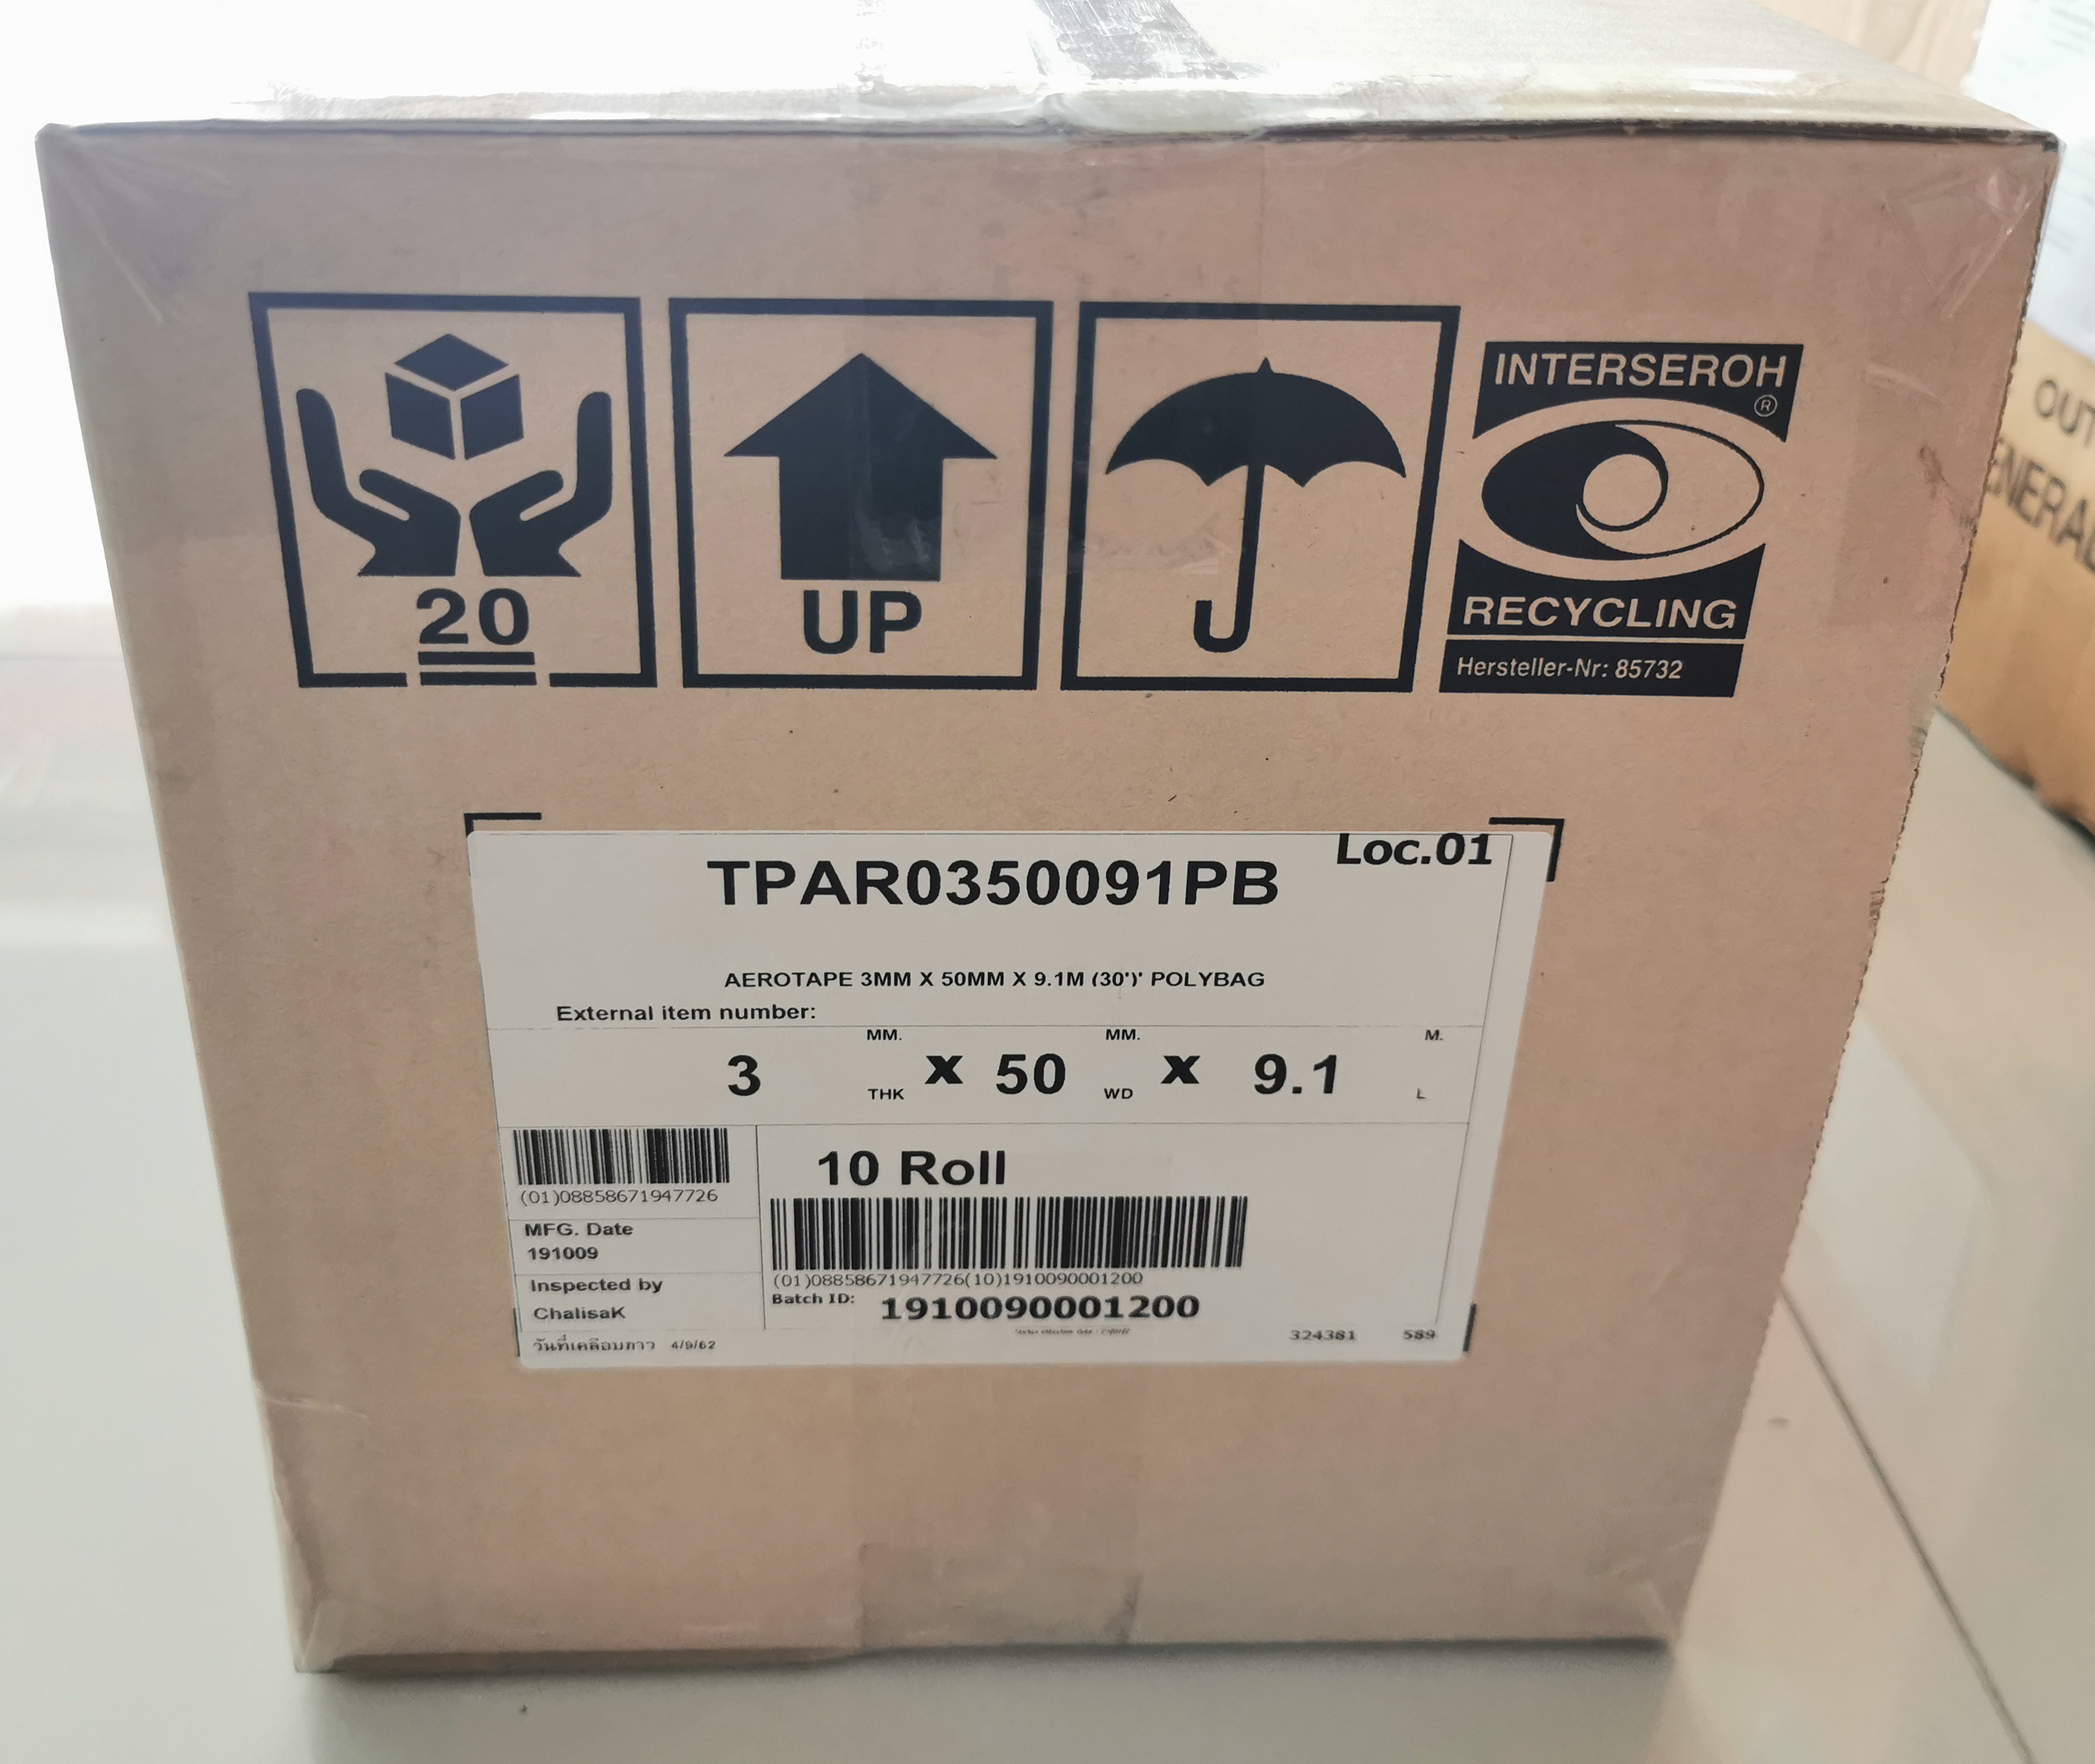 20
UP
INTERSEROH
®
RECYCLING
Hersteller-Nr: 85732
OUT
ENERAL
Loc.01
TPAR0350091PB
AEROTAPE 3MM X 50MM X 9.1M (30')' POLYBAG
External item number:
MM. MM. M.
3 X 50 X 9.1
THK WD L
10 Roll
(01)08858671947726
MFG. Date
191009
Inspected by
ChalisaK
(01)08858671947726(10)1910090001200
Batch ID: 1910090001200
วันที่เคลือบกาว 4/9/62
324381 589